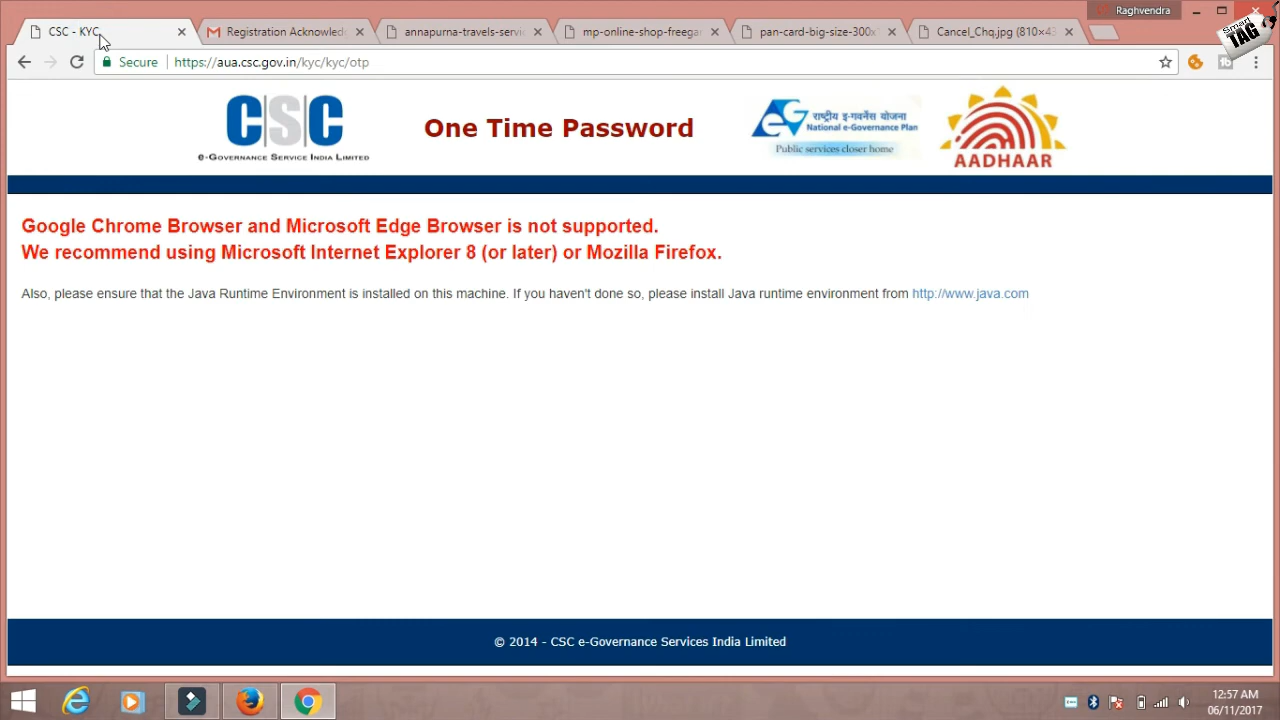 Raghvendra
CSC - KYC
Registration Acknowled
annapurna-travels-servi
mp-online-shop-freegar
pan-card-big-size-300x
Cancel_Chq.jpg (810×43
Smart TAG
Secure
https://aua.csc.gov.in/kyc/kyc/otp
CSC
e-Governance Service India Limited
One Time Password
eG
राष्ट्रीय इ-गवर्नेंस योजना
National e-Governance Plan
Public services closer home
AADHAAR
Google Chrome Browser and Microsoft Edge Browser is not supported.
We recommend using Microsoft Internet Explorer 8 (or later) or Mozilla Firefox.
Also, please ensure that the Java Runtime Environment is installed on this machine. If you haven't done so, please install Java runtime environment from http://www.java.com
© 2014 - CSC e-Governance Services India Limited
12:57 AM
06/11/2017